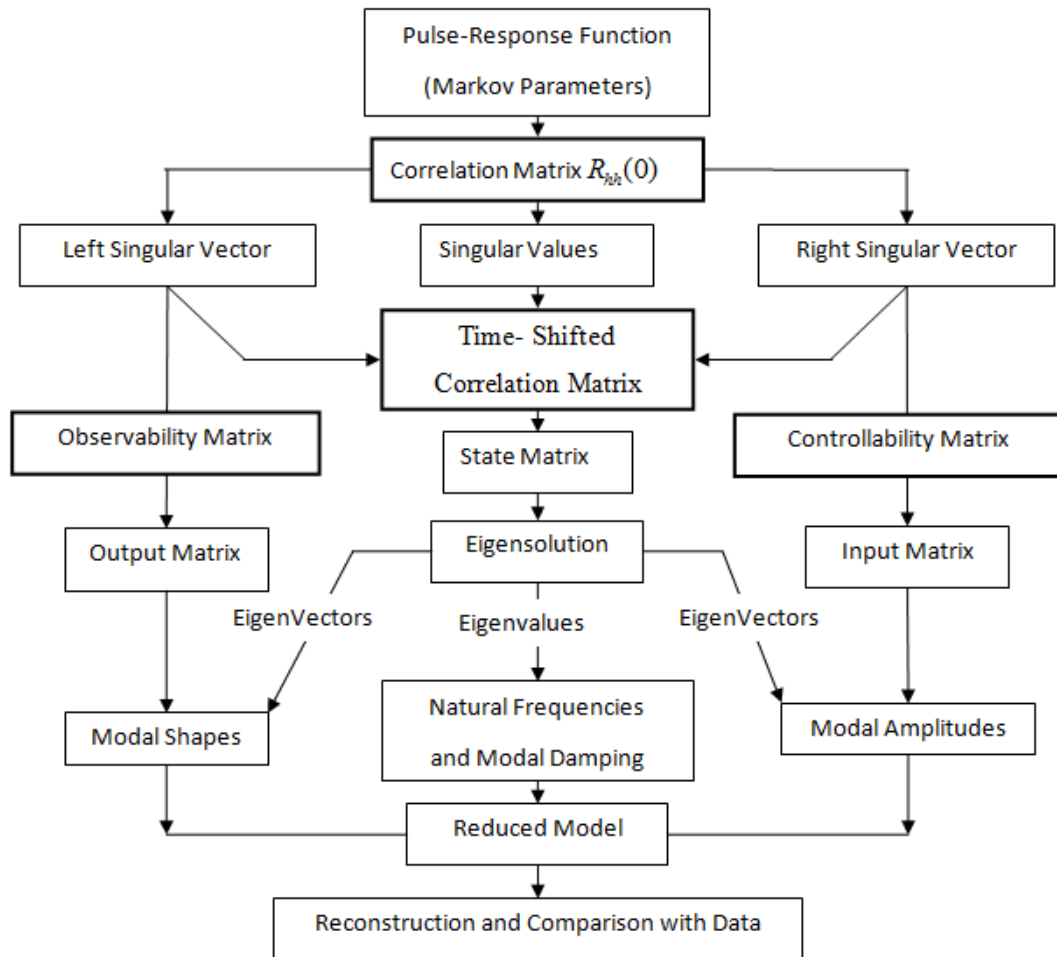 Pulse-Response Function
(Markov Parameters)
Correlation Matrix R_hh(0)
Left Singular Vector
Singular Values
Right Singular Vector
Time- Shifted
Correlation Matrix
Observability Matrix
State Matrix
Controllability Matrix
Output Matrix
Eigensolution
Input Matrix
EigenVectors
Eigenvalues
EigenVectors
Modal Shapes
Natural Frequencies
and Modal Damping
Modal Amplitudes
Reduced Model
Reconstruction and Comparison with Data